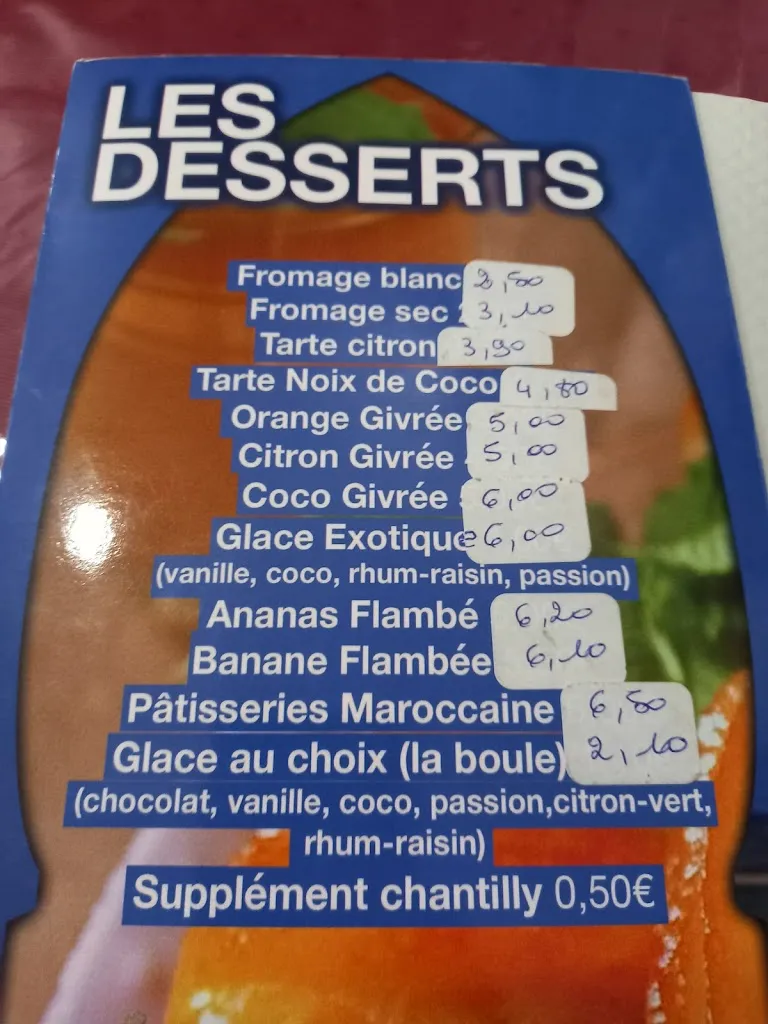 LES
DESSERTS
Fromage blanc 2,50
Fromage sec 3,10
Tarte citron 3,90
Tarte Noix de Coco 4,80
Orange Givrée 5,00
Citron Givrée 5,00
Coco Givrée 6,00
Glace Exotique 6,00
(vanille, coco, rhum-raisin, passion)
Ananas Flambé 6,20
Banane Flambée 6,10
Pâtisseries Maroccaine 6,50
Glace au choix (la boule) 2,10
(chocolat, vanille, coco, passion,citron-vert,
rhum-raisin)
Supplément chantilly 0,50€